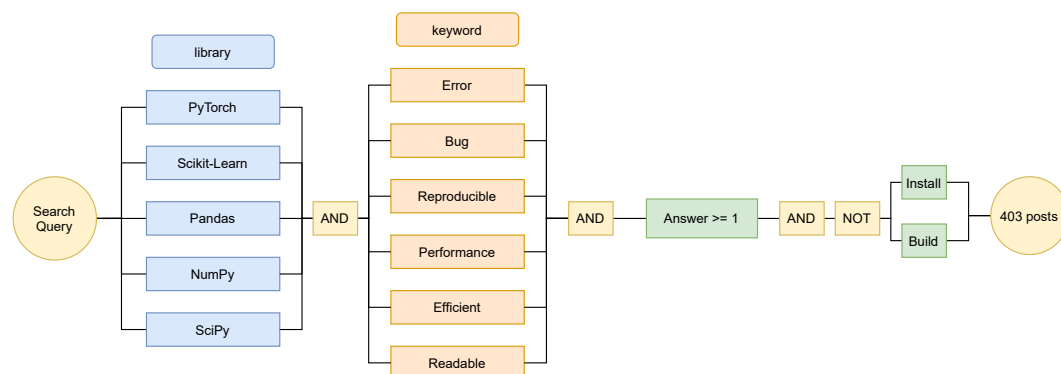 library
keyword
PyTorch
Scikit-Learn
Pandas
NumPy
SciPy
Search
Query
AND
Error
Bug
Reproducible
Performance
Efficient
Readable
AND
Answer >= 1
AND
NOT
Install
Build
403 posts